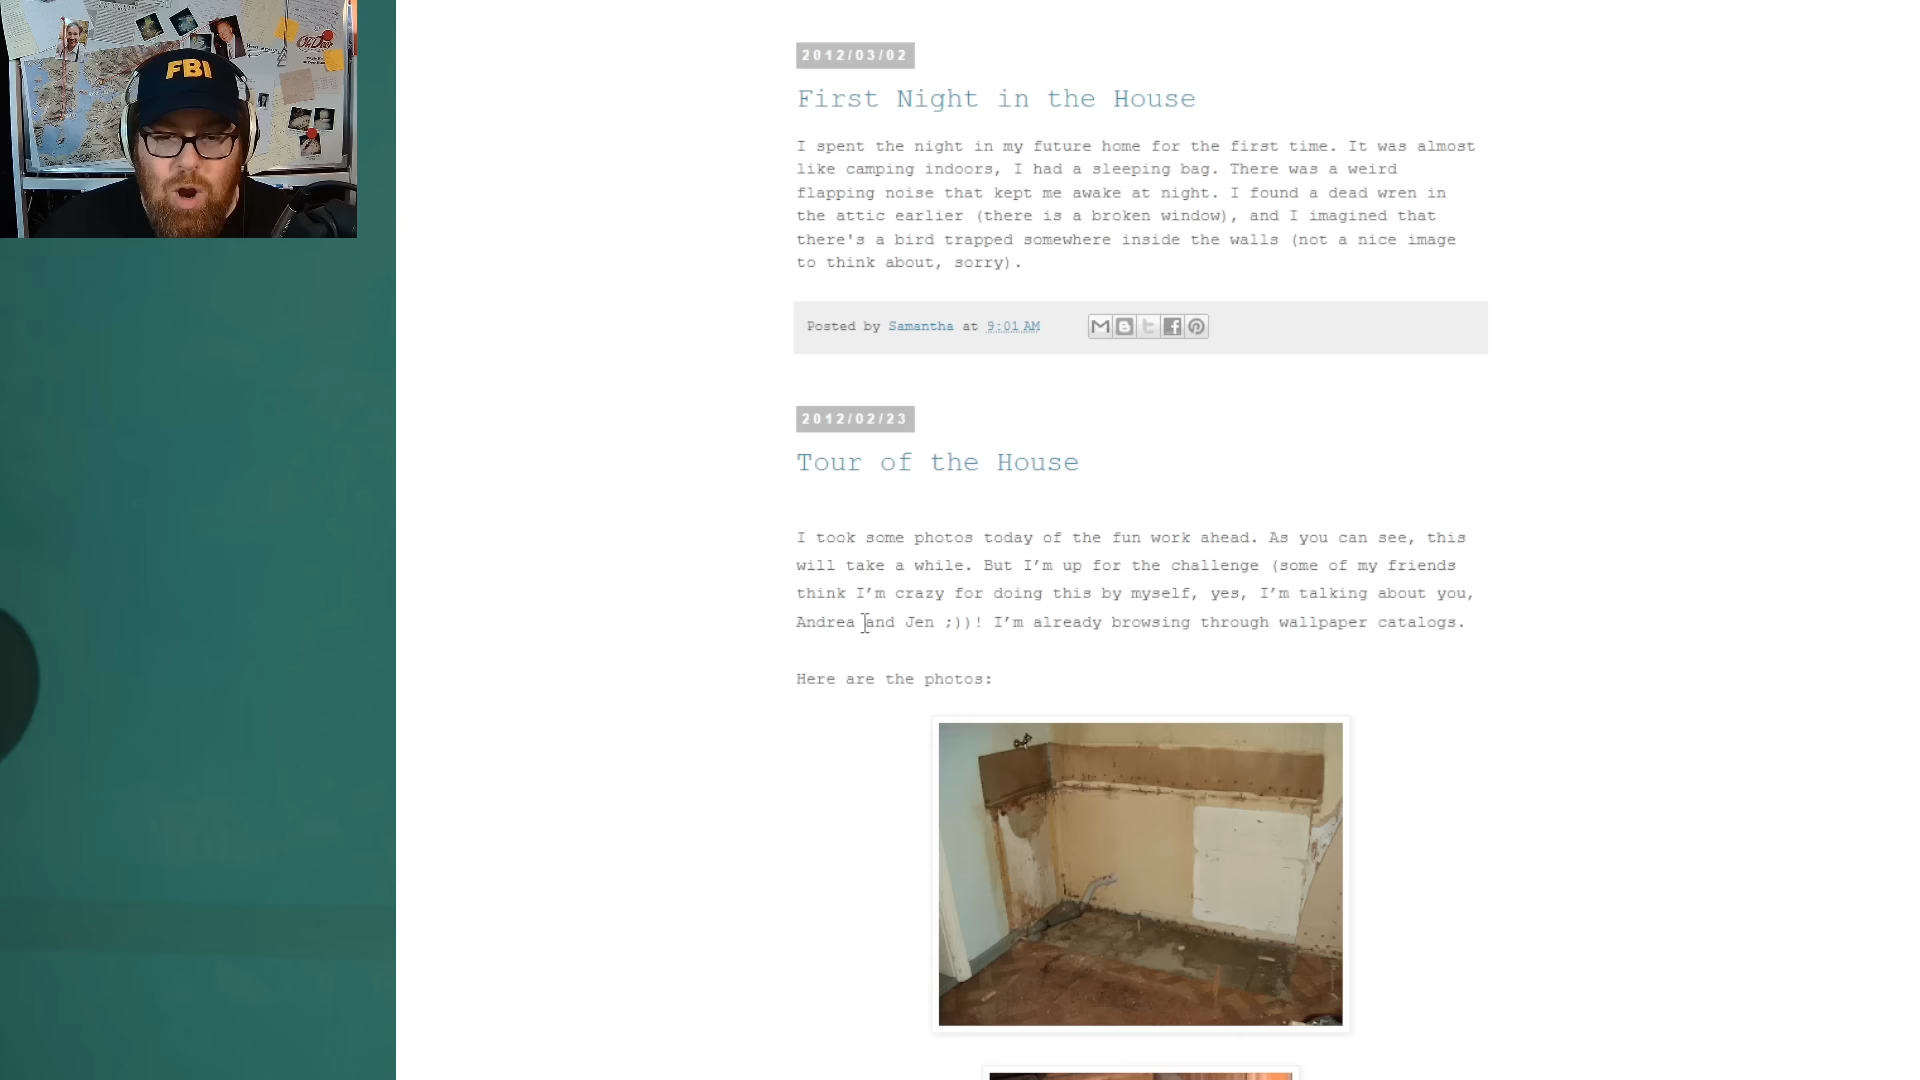 FBI
2012/03/02
First Night in the House
I spent the night in my future home for the first time. It was almost
like camping indoors, I had a sleeping bag. There was a weird
flapping noise that kept me awake at night. I found a dead wren in
the attic earlier (there is a broken window), and I imagined that
there's a bird trapped somewhere inside the walls (not a nice image
to think about, sorry).
Posted by Samantha at 9:01 AM
2012/02/23
Tour of the House
I took some photos today of the fun work ahead. As you can see, this
will take a while. But I’m up for the challenge (some of my friends
think I’m crazy for doing this by myself, yes, I’m talking about you,
Andrea and Jen ;))! I’m already browsing through wallpaper catalogs.
Here are the photos: